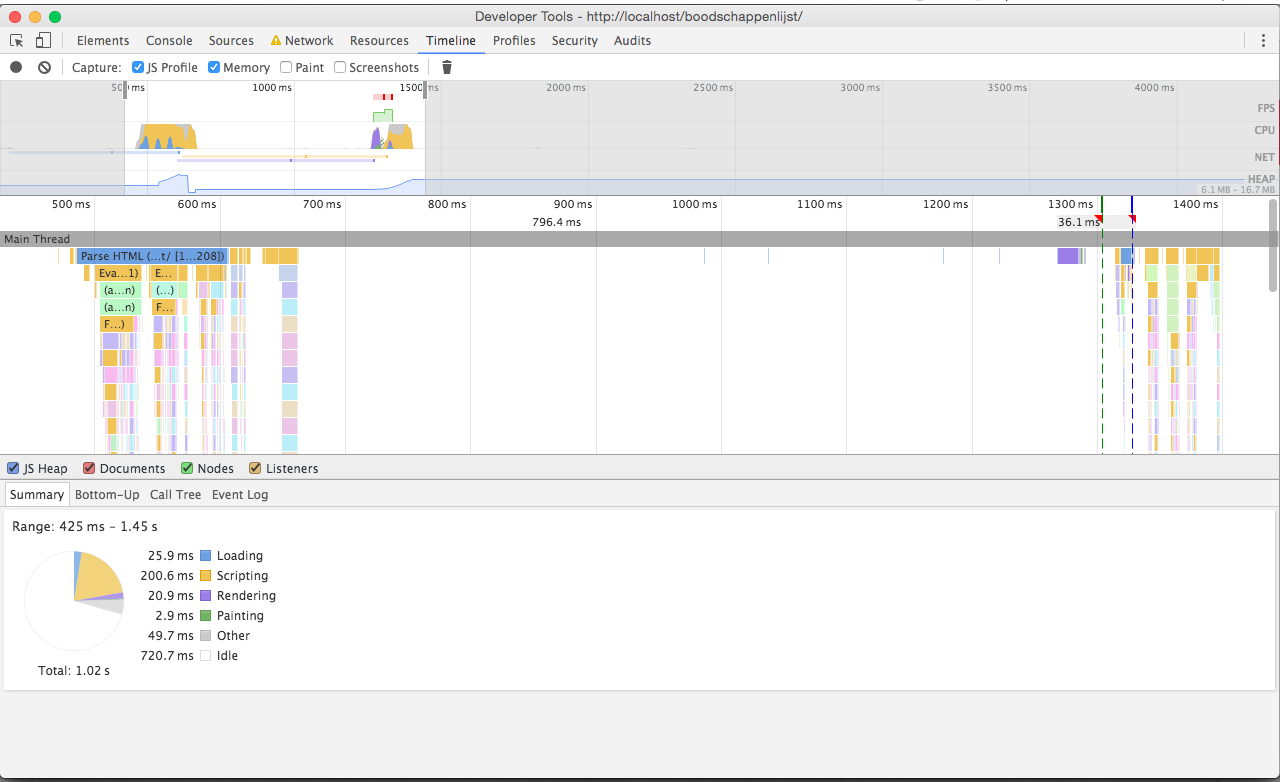 Developer Tools - http://localhost/boodschappenlijst/
Elements Console Sources Network Resources Timeline Profiles Security Audits
Capture: JS Profile Memory Paint Screenshots
1000 ms 1500 ms 2000 ms 2500 ms 3000 ms 3500 ms 4000 ms
FPS
CPU
NET
HEAP
6.1 MB – 16.7 MB
500 ms 600 ms 700 ms 800 ms 900 ms 1000 ms 1100 ms 1200 ms 1300 ms 1400 ms
796.4 ms 36.1 ms
Main Thread
Parse HTML (...t/ [1...208])
Eva...1) E...
(a...n) (...)
(a...n) F...
F...)
JS Heap Documents Nodes Listeners
Summary Bottom-Up Call Tree Event Log
Range: 425 ms – 1.45 s
25.9 ms Loading
200.6 ms Scripting
20.9 ms Rendering
2.9 ms Painting
49.7 ms Other
720.7 ms Idle
Total: 1.02 s